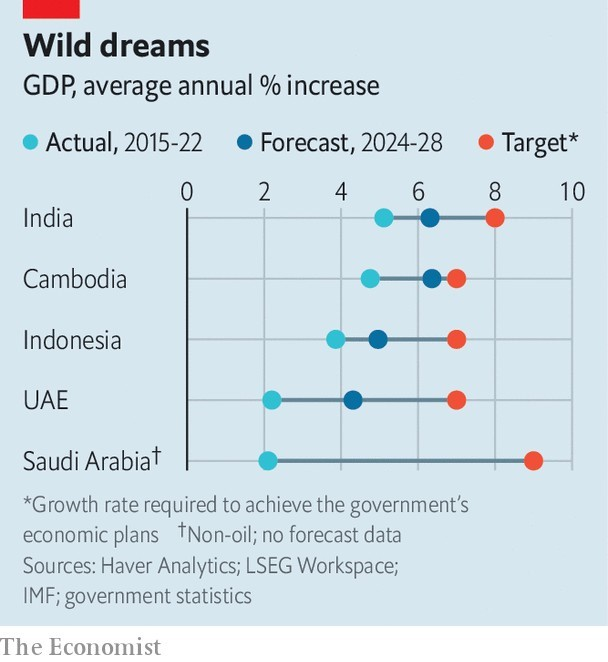 Wild dreams
GDP, average annual % increase
Actual, 2015-22 Forecast, 2024-28 Target*
0 2 4 6 8 10
India
Cambodia
Indonesia
UAE
Saudi Arabia†
*Growth rate required to achieve the government’s
economic plans †Non-oil; no forecast data
Sources: Haver Analytics; LSEG Workspace;
IMF; government statistics
The Economist